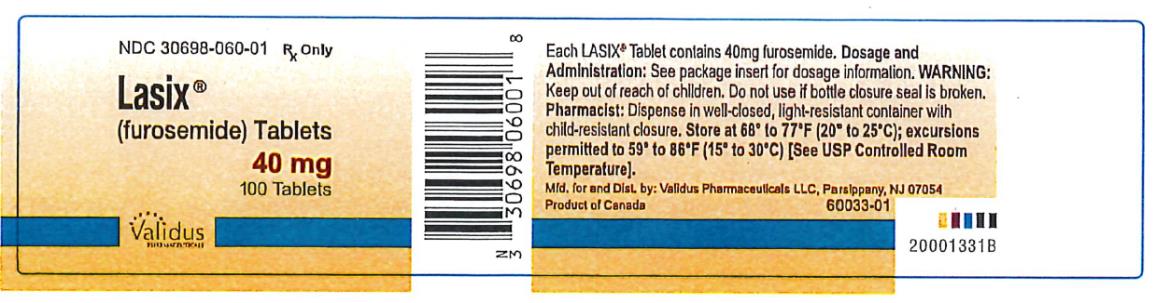 NDC 30698-060-01 Rx Only
Lasix®
(furosemide) Tablets
40 mg
100 Tablets
Validus
PHARMACEUTICALS
N 3 30698 06001 8
Each LASIX® Tablet contains 40mg furosemide. Dosage and
Administration: See package insert for dosage information. WARNING:
Keep out of reach of children. Do not use if bottle closure seal is broken.
Pharmacist: Dispense in well-closed, light-resistant container with
child-resistant closure. Store at 68° to 77°F (20° to 25°C); excursions
permitted to 59° to 86°F (15° to 30°C) [See USP Controlled Room
Temperature].
Mfd. for and Dist. by: Validus Pharmaceuticals LLC, Parsippany, NJ 07054
Product of Canada 60033-01
20001331B